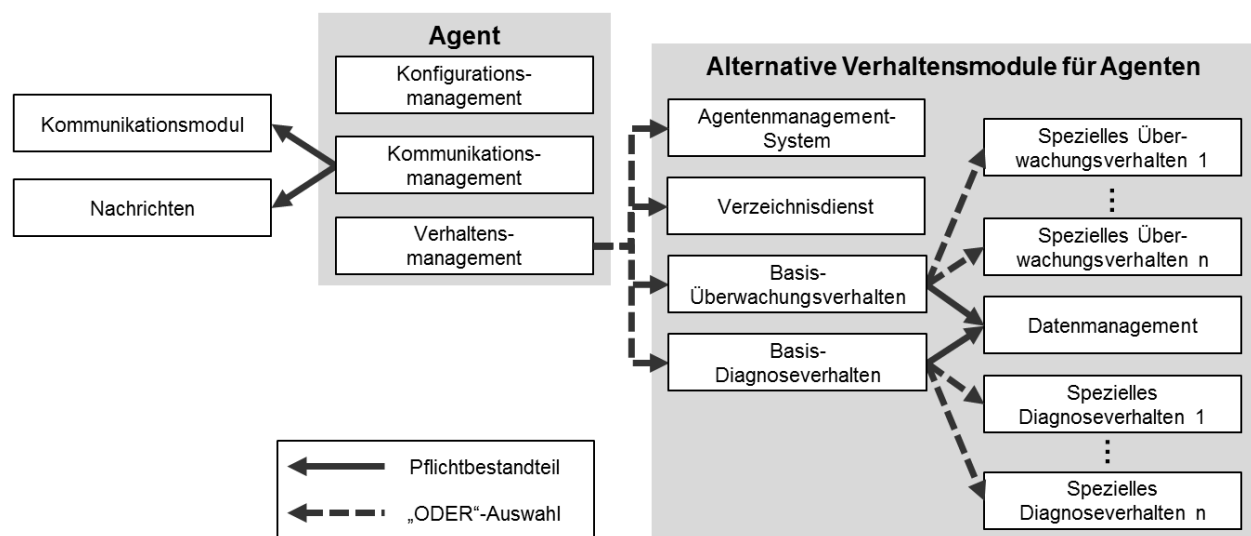 Agent
Konfigurations-
management
Kommunikations-
management
Verhaltens-
management
Kommunikationsmodul
Nachrichten
Alternative Verhaltensmodule für Agenten
Agentenmanagement-
System
Verzeichnisdienst
Basis-
Überwachungsverhalten
Basis-
Diagnoseverhalten
Spezielles Über-
wachungsverhalten 1
⋮
Spezielles Über-
wachungsverhalten n
Datenmanagement
Spezielles
Diagnoseverhalten 1
⋮
Spezielles
Diagnoseverhalten n
Pflichtbestandteil
„ODER“-Auswahl